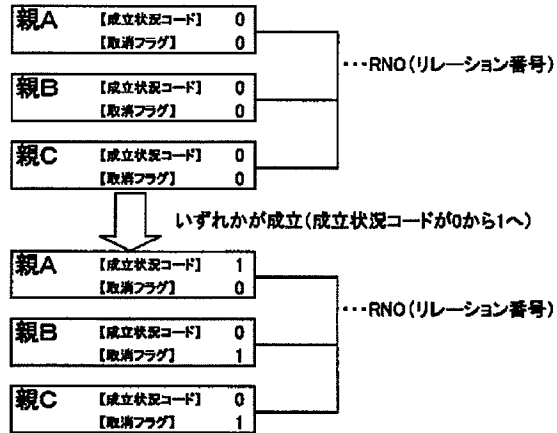 親A 【成立状況コード】 0
【取消フラグ】 0
親B 【成立状況コード】 0
【取消フラグ】 0
親C 【成立状況コード】 0
【取消フラグ】 0
･･･RNO(リレーション番号)
いずれかが成立(成立状況コードが0から1へ)
親A 【成立状況コード】 1
【取消フラグ】 0
親B 【成立状況コード】 0
【取消フラグ】 1
親C 【成立状況コード】 0
【取消フラグ】 1
･･･RNO(リレーション番号)